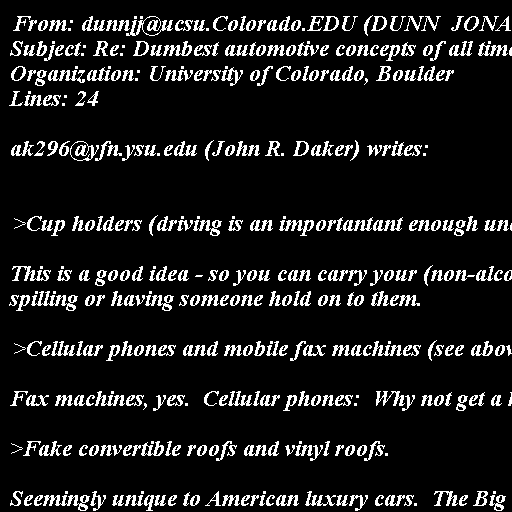 From: dunnjj@ucsu.Colorado.EDU (DUNN JONA
Subject: Re: Dumbest automotive concepts of all tim
Organization: University of Colorado, Boulder
Lines: 24
ak296@yfn.ysu.edu (John R. Daker) writes:
>Cup holders (driving is an importantant enough und
This is a good idea - so you can carry your (non-alco
spilling or having someone hold on to them.
>Cellular phones and mobile fax machines (see abov
Fax machines, yes. Cellular phones: Why not get a
>Fake convertible roofs and vinyl roofs.
Seemingly unique to American luxury cars. The Big